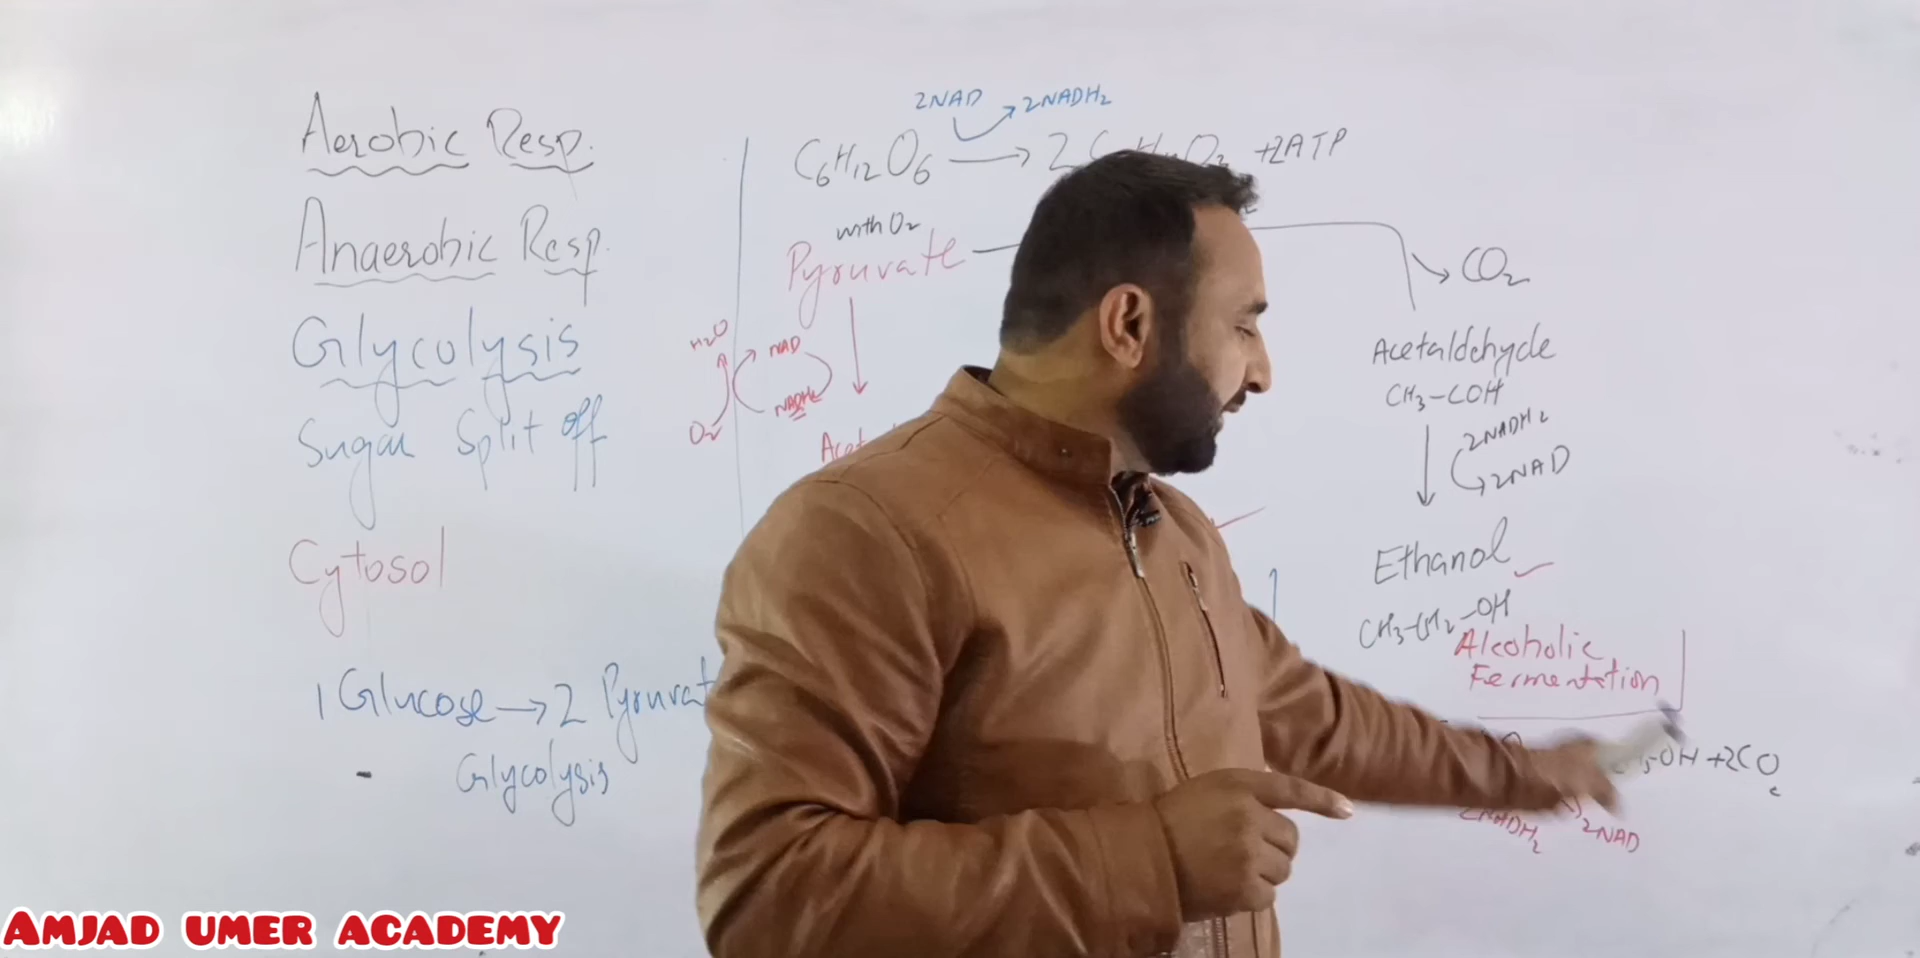 Aerobic Resp.
Anaerobic Resp.
Glycolysis
Sugar Split off
Cytosol
1 Glucose → 2 Pyruvat
- Glycolysis
2NAD → 2NADH₂
C₆H₁₂O₆ → 2 +2ATP
with O₂
Pyruvate
H₂O
NAD
NADH₂
O₂
CO₂
Acetaldehyde
CH₃-COH
2NADH₂
2NAD
Ethanol
CH₃-CH₂-OH
Alcoholic
Fermentation
OH +2CO₂
2NADH₂ 2NAD
AMJAD UMER ACADEMY